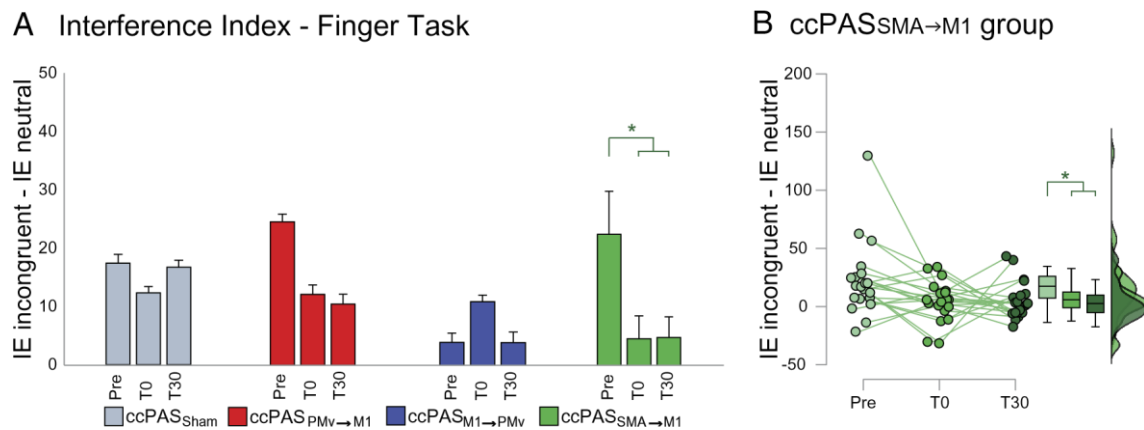 A Interference Index - Finger Task
IE incongruent - IE neutral
50
40
30
20
10
0
*
Pre T0 T30 Pre T0 T30 Pre T0 T30 Pre T0 T30
ccPASSham ccPASPMv→M1 ccPASM1→PMv ccPASSMA→M1
B ccPASSMA→M1 group
IE incongruent - IE neutral
200
150
100
50
0
-50
*
Pre T0 T30